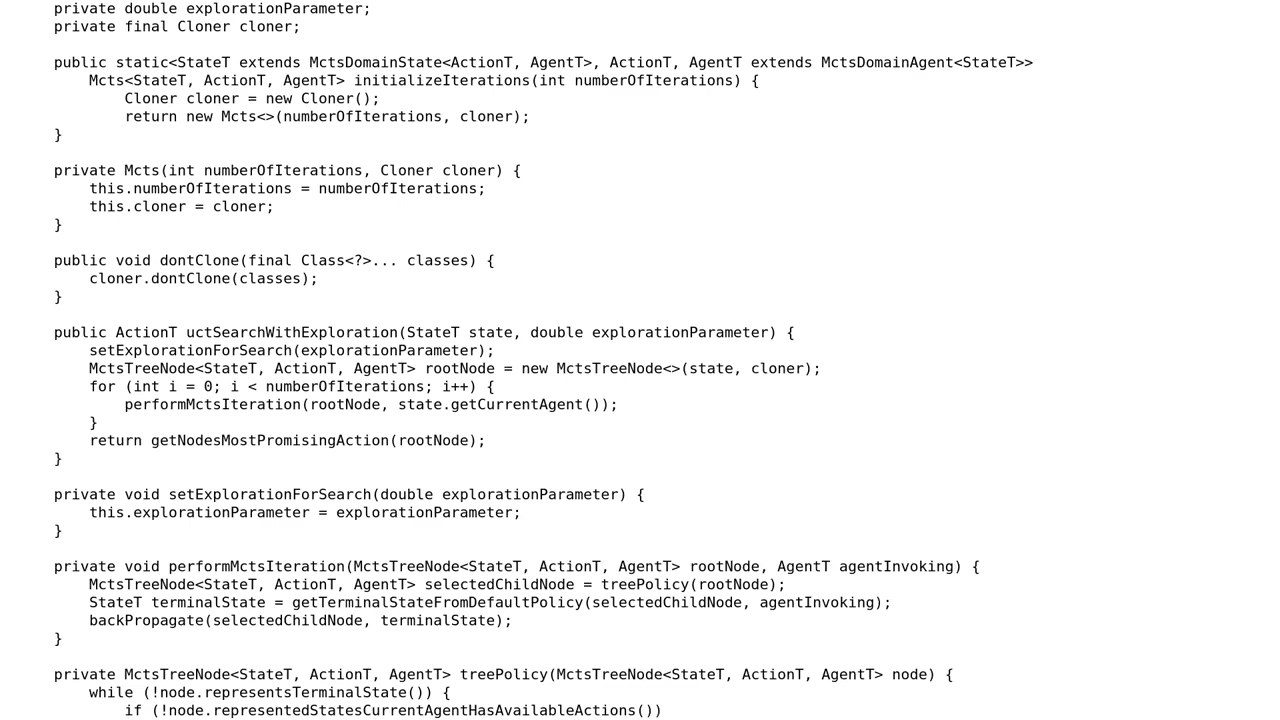 private double explorationParameter;
private final Cloner cloner;
public static<StateT extends MctsDomainState<ActionT, AgentT>, ActionT, AgentT extends MctsDomainAgent<StateT>>
Mcts<StateT, ActionT, AgentT> initializeIterations(int numberOfIterations) {
Cloner cloner = new Cloner();
return new Mcts<>(numberOfIterations, cloner);
}
private Mcts(int numberOfIterations, Cloner cloner) {
this.numberOfIterations = numberOfIterations;
this.cloner = cloner;
}
public void dontClone(final Class<?>... classes) {
cloner.dontClone(classes);
}
public ActionT uctSearchWithExploration(StateT state, double explorationParameter) {
setExplorationForSearch(explorationParameter);
MctsTreeNode<StateT, ActionT, AgentT> rootNode = new MctsTreeNode<>(state, cloner);
for (int i = 0; i < numberOfIterations; i++) {
performMctsIteration(rootNode, state.getCurrentAgent());
}
return getNodesMostPromisingAction(rootNode);
}
private void setExplorationForSearch(double explorationParameter) {
this.explorationParameter = explorationParameter;
}
private void performMctsIteration(MctsTreeNode<StateT, ActionT, AgentT> rootNode, AgentT agentInvoking) {
MctsTreeNode<StateT, ActionT, AgentT> selectedChildNode = treePolicy(rootNode);
StateT terminalState = getTerminalStateFromDefaultPolicy(selectedChildNode, agentInvoking);
backPropagate(selectedChildNode, terminalState);
}
private MctsTreeNode<StateT, ActionT, AgentT> treePolicy(MctsTreeNode<StateT, ActionT, AgentT> node) {
while (!node.representsTerminalState()) {
if (!node.representedStatesCurrentAgentHasAvailableActions())